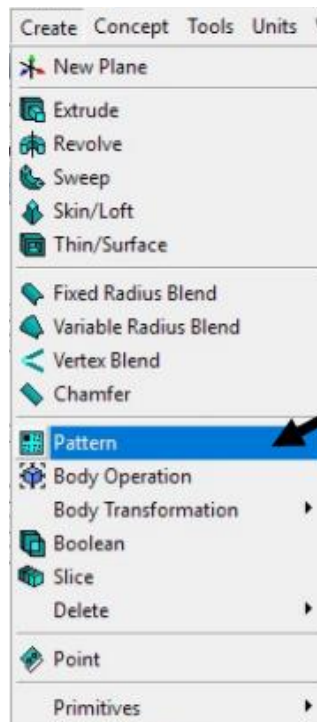 Create Concept Tools Units
New Plane
Extrude
Revolve
Sweep
Skin/Loft
Thin/Surface
Fixed Radius Blend
Variable Radius Blend
Vertex Blend
Chamfer
Pattern
Body Operation
Body Transformation
Boolean
Slice
Delete
Point
Primitives